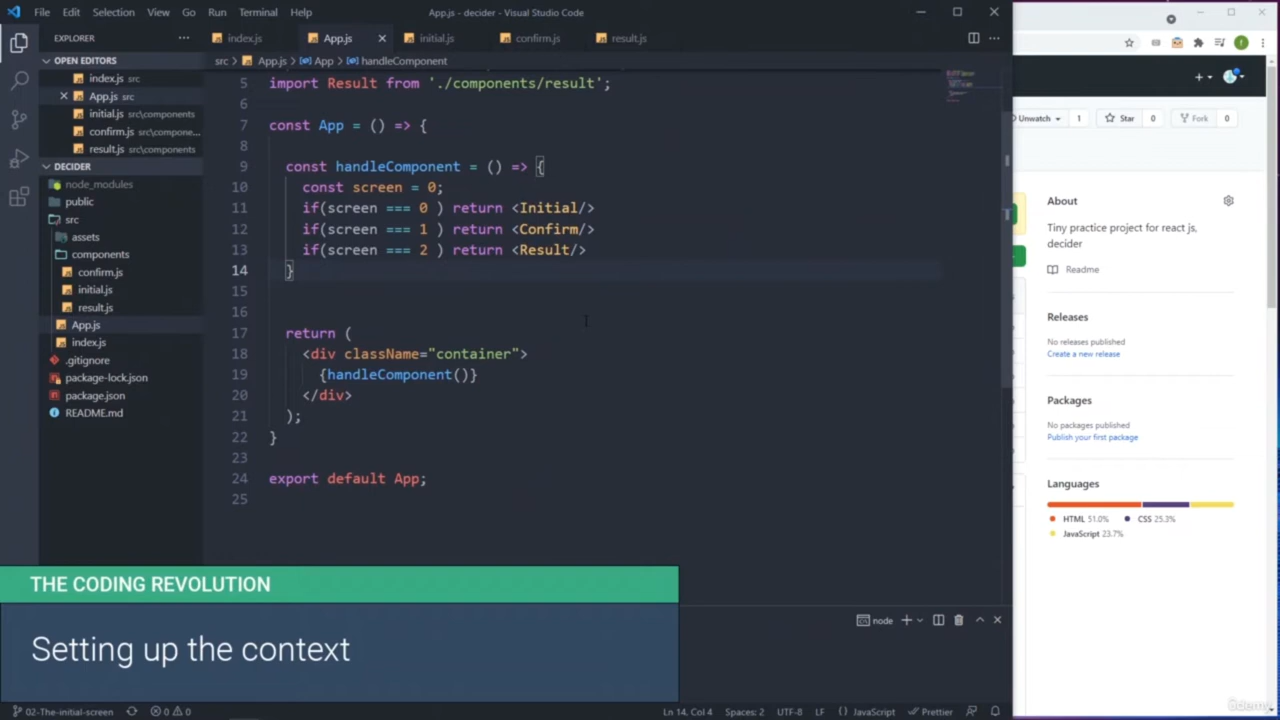 File Edit Selection View Go Run Terminal Help
App.js - decider - Visual Studio Code
EXPLORER
index.js
App.js
initial.js
confirm.js
result.js
OPEN EDITORS
index.js src
App.js src
initial.js src\components
confirm.js src\compone...
result.js src\components
DECIDER
node_modules
public
src
assets
components
confirm.js
initial.js
result.js
App.js
index.js
.gitignore
package-lock.json
package.json
README.md
src > App.js > App > handleComponent
5 import Result from './components/result';
6
7 const App = () => {
8
9 const handleComponent = () => {
10 const screen = 0;
11 if(screen === 0 ) return <Initial/>
12 if(screen === 1 ) return <Confirm/>
13 if(screen === 2 ) return <Result/>
14 }
15
16
17 return (
18 <div className="container">
19 {handleComponent()}
20 </div>
21 );
22 }
23
24 export default App;
25
node
THE CODING REVOLUTION
Setting up the context
02-The-initial-screen 0 0
Ln 14, Col 4 Spaces: 2 UTF-8 LF {} JavaScript Prettier
Unwatch 1 Star 0 Fork 0
About
Tiny practice project for react js,
decider
Readme
Releases
No releases published
Create a new release
Packages
No packages published
Publish your first package
Languages
HTML 51.0% CSS 25.3%
JavaScript 23.7%
Udemy